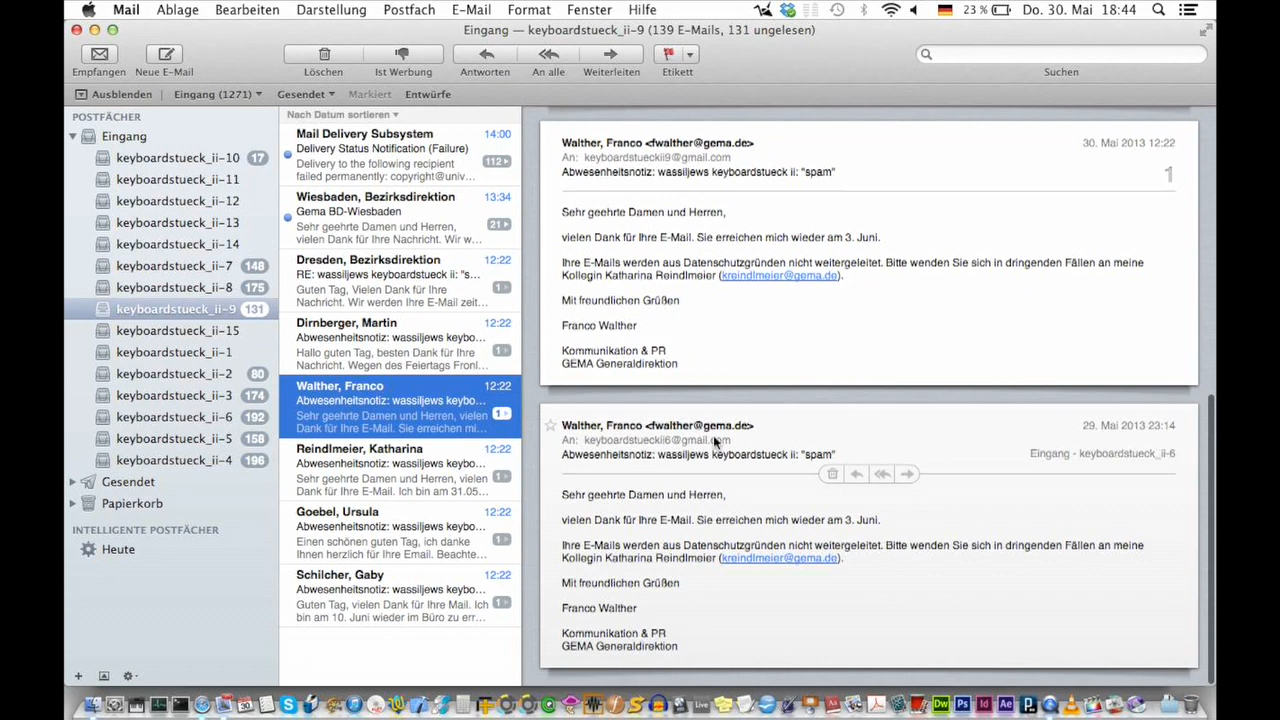 Mail Ablage Bearbeiten Darstellung Postfach E-Mail Format Fenster Hilfe 23 % Do. 30. Mai 18:44
Eingang — keyboardstueck_ii-9 (139 E-Mails, 131 ungelesen)
Empfangen Neue E-Mail Löschen Ist Werbung Antworten An alle Weiterleiten Etikett Suchen
Ausblenden Eingang (1271) Gesendet Markiert Entwürfe
POSTFÄCHER
Eingang
keyboardstueck_ii-10 17
keyboardstueck_ii-11
keyboardstueck_ii-12
keyboardstueck_ii-13
keyboardstueck_ii-14
keyboardstueck_ii-7 148
keyboardstueck_ii-8 175
keyboardstueck_ii-9 131
keyboardstueck_ii-15
keyboardstueck_ii-1
keyboardstueck_ii-2 80
keyboardstueck_ii-3 174
keyboardstueck_ii-6 192
keyboardstueck_ii-5 158
keyboardstueck_ii-4 196
Gesendet
Papierkorb
INTELLIGENTE POSTFÄCHER
Heute
Nach Datum sortieren
Mail Delivery Subsystem 14:00
Delivery Status Notification (Failure)
Delivery to the following recipient 112
failed permanently: copyright@univ…
Wiesbaden, Bezirksdirektion 13:34
Gema BD-Wiesbaden
Sehr geehrte Damen und Herren, 21
vielen Dank für Ihre Nachricht. Wir w…
Dresden, Bezirksdirektion 12:22
RE: wassiljews keyboardstueck ii: "s…
Guten Tag, Vielen Dank für Ihre 1
Nachricht. Wir werden Ihre E-Mail zeit…
Dirnberger, Martin 12:22
Abwesenheitsnotiz: wassiljews keybo…
Hallo guten Tag, besten Dank für Ihre 1
Nachricht. Wegen des Feiertags Fronl…
Walther, Franco 12:22
Abwesenheitsnotiz: wassiljews keybo…
Sehr geehrte Damen und Herren, vielen 1
Dank für Ihre E-Mail. Sie erreichen mi…
Reindlmeier, Katharina 12:22
Abwesenheitsnotiz: wassiljews keybo…
Sehr geehrte Damen und Herren, vielen 1
Dank für Ihre E-Mail. Ich bin am 31.05…
Goebel, Ursula 12:22
Abwesenheitsnotiz: wassiljews keybo…
Einen schönen guten Tag, ich danke 1
Ihnen herzlich für Ihre Email. Beachte…
Schilcher, Gaby 12:22
Abwesenheitsnotiz: wassiljews keybo…
Guten Tag, vielen Dank für Ihre Mail. Ich 1
bin am 10. Juni wieder im Büro zu err…
Walther, Franco <fwalther@gema.de> 30. Mai 2013 12:22
An: keyboardstueckii9@gmail.com
Abwesenheitsnotiz: wassiljews keyboardstueck ii: "spam" 1
Sehr geehrte Damen und Herren,
vielen Dank für Ihre E-Mail. Sie erreichen mich wieder am 3. Juni.
Ihre E-Mails werden aus Datenschutzgründen nicht weitergeleitet. Bitte wenden Sie sich in dringenden Fällen an meine
Kollegin Katharina Reindlmeier (kreindlmeier@gema.de).
Mit freundlichen Grüßen
Franco Walther
Kommunikation & PR
GEMA Generaldirektion
Walther, Franco <fwalther@gema.de> 29. Mai 2013 23:14
An: keyboardstueckii6@gmail.com
Abwesenheitsnotiz: wassiljews keyboardstueck ii: "spam" Eingang - keyboardstueck_ii-6
Sehr geehrte Damen und Herren,
vielen Dank für Ihre E-Mail. Sie erreichen mich wieder am 3. Juni.
Ihre E-Mails werden aus Datenschutzgründen nicht weitergeleitet. Bitte wenden Sie sich in dringenden Fällen an meine
Kollegin Katharina Reindlmeier (kreindlmeier@gema.de).
Mit freundlichen Grüßen
Franco Walther
Kommunikation & PR
GEMA Generaldirektion
Live Dw Ps Id Ae